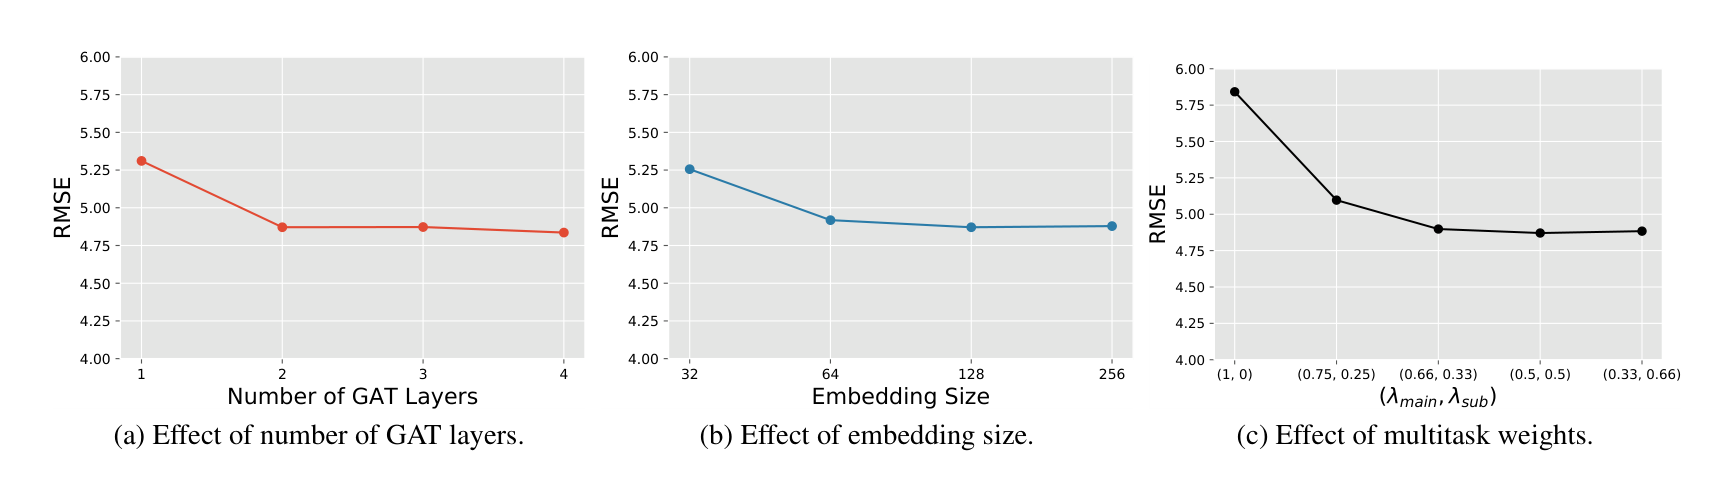 6.00
5.75
5.50
5.25
5.00
4.75
4.50
4.25
4.00
RMSE
1 2 3 4
Number of GAT Layers
(a) Effect of number of GAT layers.
6.00
5.75
5.50
5.25
5.00
4.75
4.50
4.25
4.00
RMSE
32 64 128 256
Embedding Size
(b) Effect of embedding size.
6.00
5.75
5.50
5.25
5.00
4.75
4.50
4.25
4.00
RMSE
(1, 0) (0.75, 0.25) (0.66, 0.33) (0.5, 0.5) (0.33, 0.66)
(λ_main, λ_sub)
(c) Effect of multitask weights.